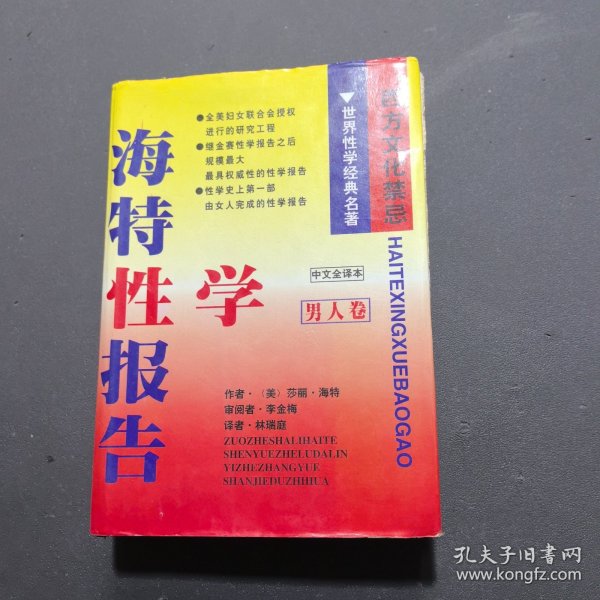 西方文化禁忌
▼世界性学经典名著
●全美妇女联合会授权
进行的研究工程
●继金赛性学报告之后
规模最大
最具权威性的性学报告
●性学史上第一部
由女人完成的性学报告
海特性学报告
HAITEXINGXUEBAOGAO
中文全译本
男人卷
作者·（美）莎丽·海特
审阅者·李金梅
译者·林瑞庭
ZUOZHESHALIHAITE
SHENYUEZHELUDALIN
YIZHEZHANGYUE
SHANJIEDUZHHUA
孔夫子旧书网
www.kongfz.com